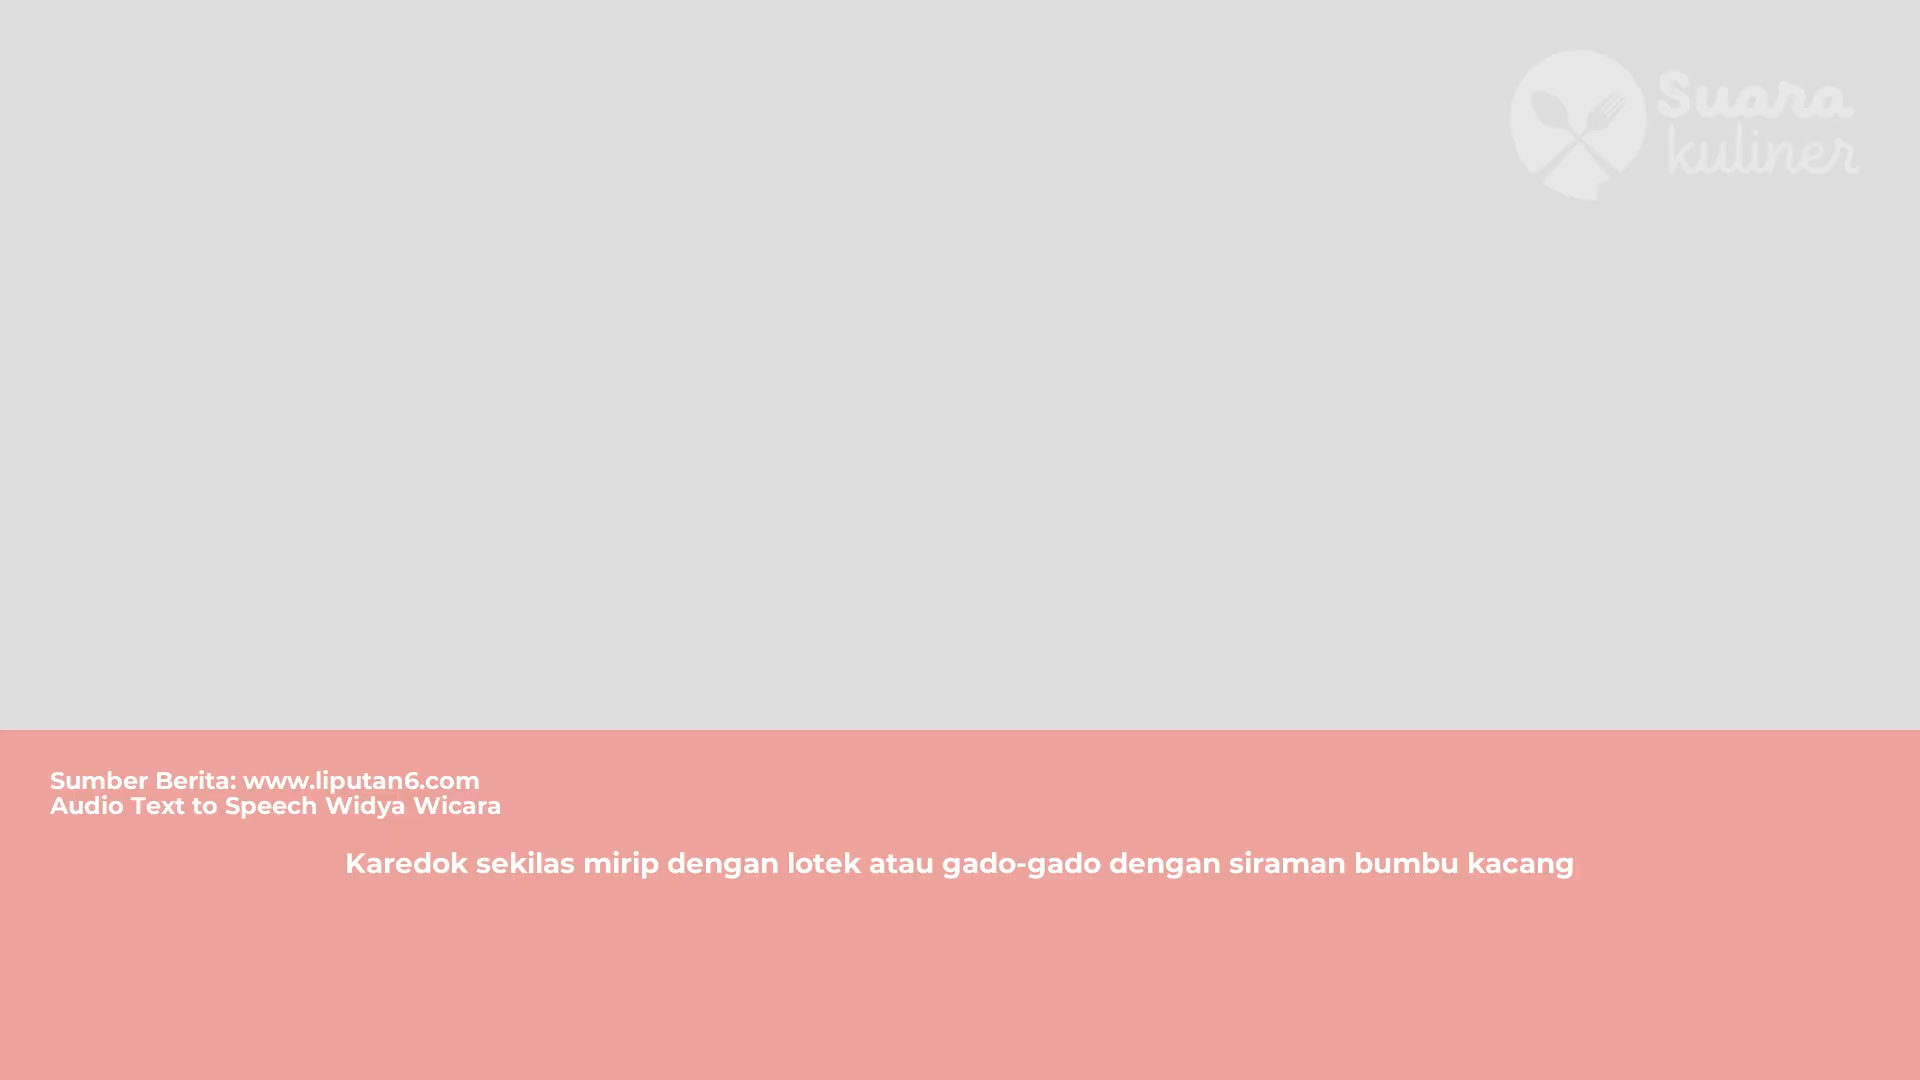 Suara
kuliner
Sumber Berita: www.liputan6.com
Audio Text to Speech Widya Wicara
Karedok sekilas mirip dengan lotek atau gado-gado dengan siraman bumbu kacang